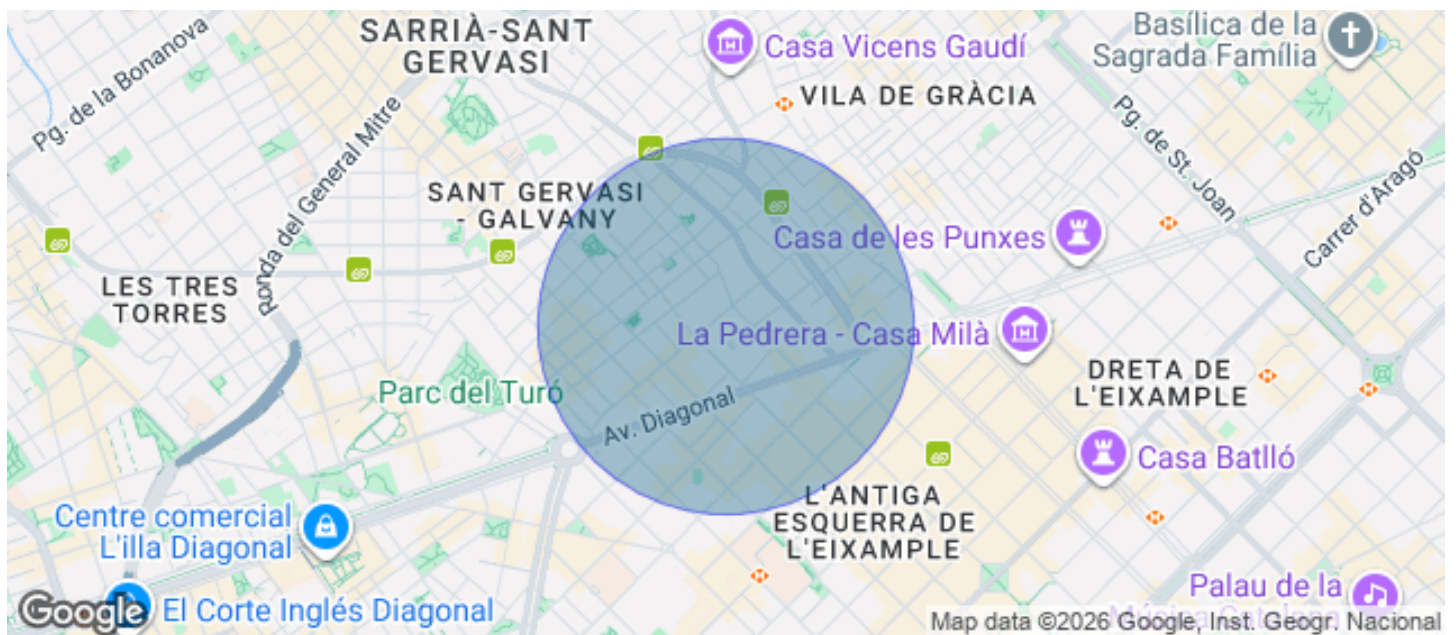 SARRIÀ-SANT
GERVASI
Pg. de la Bonanova
Ronda del General Mitre
Casa Vicens Gaudí
VILA DE GRÀCIA
Basílica de la
Sagrada Família
Pg. de St. Joan
Carrer d'Aragó
SANT GERVASI
- GALVANY
Casa de les Punxes
LES TRES
TORRES
La Pedrera - Casa Milà
Parc del Turó
Av. Diagonal
DRETA DE
L'EIXAMPLE
Casa Batlló
L'ANTIGA
ESQUERRA DE
L'EIXAMPLE
Centre comercial
L'illa Diagonal
El Corte Inglés Diagonal
Palau de la
Música Catalana
Google
Map data ©2026 Google, Inst. Geogr. Nacional